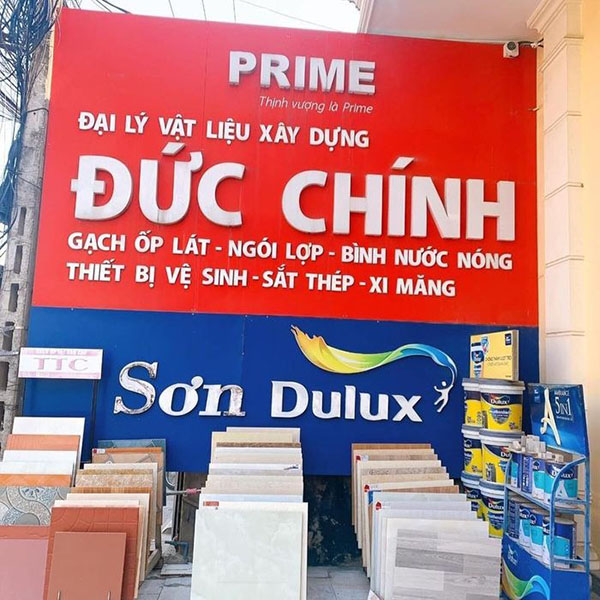 PRIME
Thịnh vượng là Prime
ĐẠI LÝ VẬT LIỆU XÂY DỰNG
ĐỨC CHÍNH
GẠCH ỐP LÁT - NGÓI LỢP - BÌNH NƯỚC NÓNG
THIẾT BỊ VỆ SINH - SẮT THÉP - XI MĂNG
TTC
Sơn Dulux
Dulux
A
5in1
Dulux